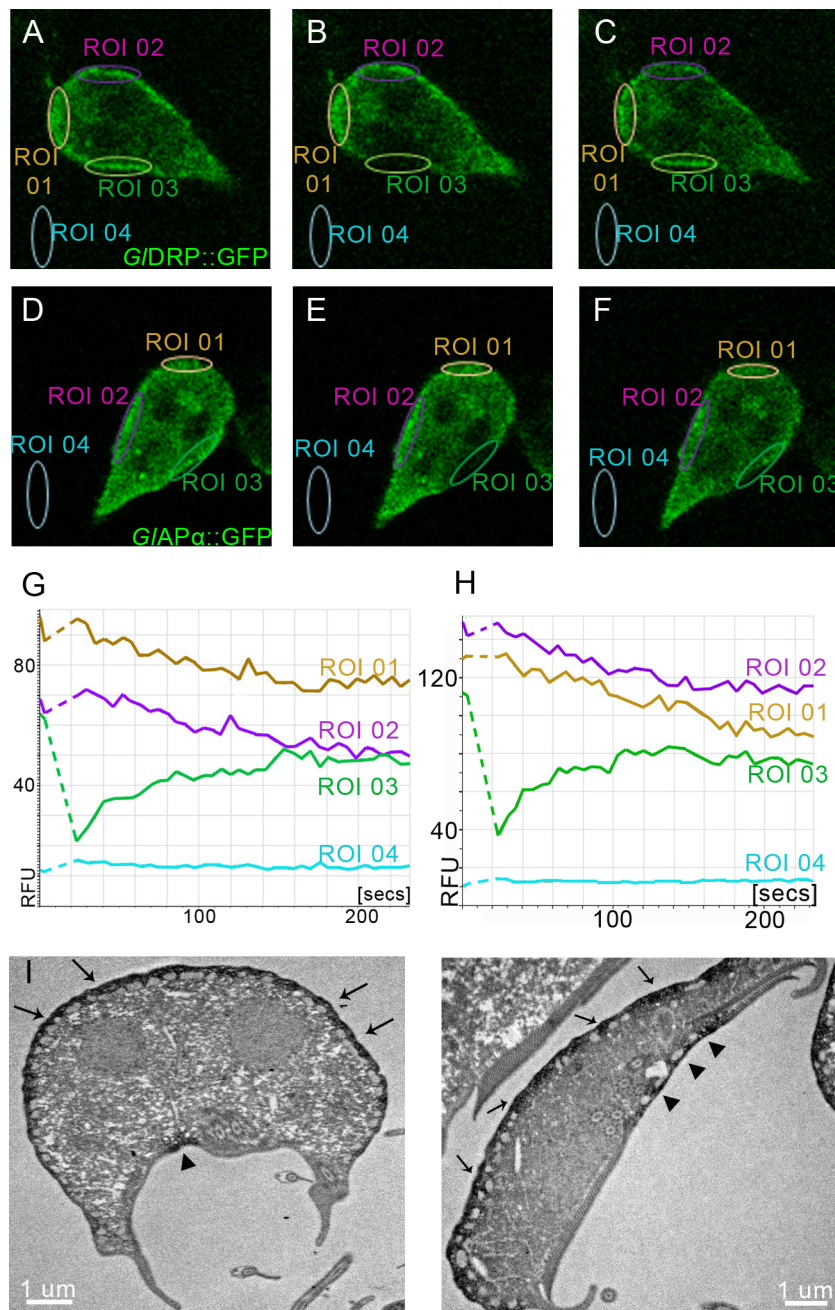 A
ROI 02
ROI
01
ROI 03
ROI 04
GlDRP::GFP
B
ROI 02
ROI
01
ROI 03
ROI 04
C
ROI 02
ROI
01
ROI 03
ROI 04
D
ROI 01
ROI 02
ROI 04
ROI 03
GlAPα::GFP
E
ROI 01
ROI 02
ROI 04
ROI 03
F
ROI 01
ROI 02
ROI 04
ROI 03
G
80
40
RFU
ROI 01
ROI 02
ROI 03
ROI 04
[secs]
100
200
H
120
40
RFU
ROI 02
ROI 01
ROI 03
ROI 04
[secs]
100
200
I
1 um
1 um